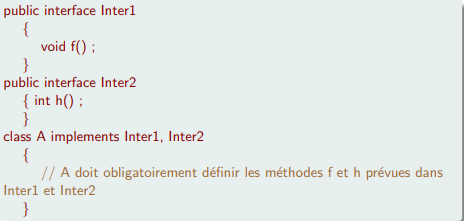 public interface Inter1
{
void f() ;
}
public interface Inter2
{ int h() ;
}
class A implements Inter1, Inter2
{
// A doit obligatoirement définir les méthodes f et h prévues dans
Inter1 et Inter2
}